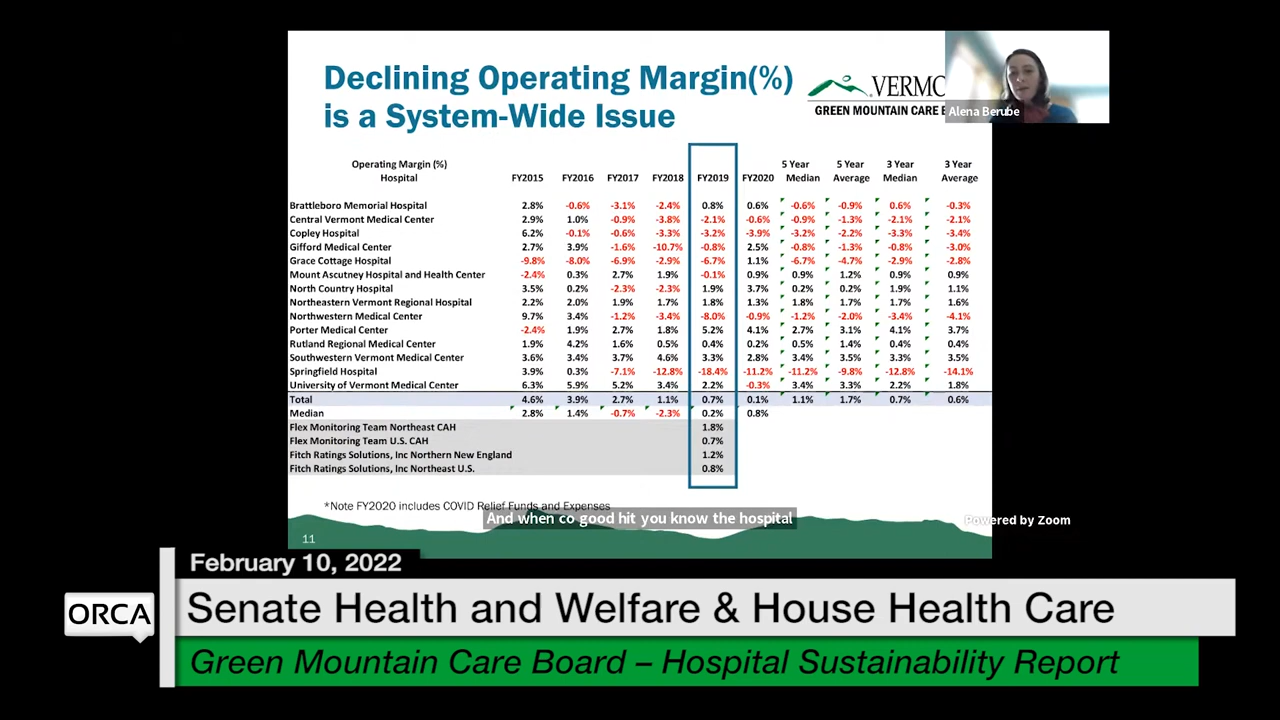 Declining Operating Margin(%)
is a System-Wide Issue
VERMO
GREEN MOUNTAIN CARE B
Alena Berube
Operating Margin (%)
Hospital FY2015 FY2016 FY2017 FY2018 FY2019 FY2020 5 Year Median 5 Year Average 3 Year Median 3 Year Average
Brattleboro Memorial Hospital 2.8% -0.6% -3.1% -2.4% 0.8% 0.6% -0.6% -0.9% 0.6% -0.3%
Central Vermont Medical Center 2.9% 1.0% -0.9% -3.8% -2.1% -0.6% -0.9% -1.3% -2.1% -2.1%
Copley Hospital 6.2% -0.1% -0.6% -3.3% -3.2% -3.9% -3.2% -2.2% -3.3% -3.4%
Gifford Medical Center 2.7% 3.9% -1.6% -10.7% -0.8% 2.5% -0.8% -1.3% -0.8% -3.0%
Grace Cottage Hospital -9.8% -8.0% -6.9% -2.9% -6.7% 1.1% -6.7% -4.7% -2.9% -2.8%
Mount Ascutney Hospital and Health Center -2.4% 0.3% 2.7% 1.9% -0.1% 0.9% 0.9% 1.2% 0.9% 0.9%
North Country Hospital 3.5% 0.2% -2.3% -2.3% 1.9% 3.7% 0.2% 0.2% 1.9% 1.1%
Northeastern Vermont Regional Hospital 2.2% 2.0% 1.9% 1.7% 1.8% 1.3% 1.8% 1.7% 1.7% 1.6%
Northwestern Medical Center 9.7% 3.4% -1.2% -3.4% -8.0% -0.9% -1.2% -2.0% -3.4% -4.1%
Porter Medical Center -2.4% 1.9% 2.7% 1.8% 5.2% 4.1% 2.7% 3.1% 4.1% 3.7%
Rutland Regional Medical Center 1.9% 4.2% 1.6% 0.5% 0.4% 0.2% 0.5% 1.4% 0.4% 0.4%
Southwestern Vermont Medical Center 3.6% 3.4% 3.7% 4.6% 3.3% 2.8% 3.4% 3.5% 3.3% 3.5%
Springfield Hospital 3.9% 0.3% -7.1% -12.8% -18.4% -11.2% -11.2% -9.8% -12.8% -14.1%
University of Vermont Medical Center 6.3% 5.9% 5.2% 3.4% 2.2% -0.3% 3.4% 3.3% 2.2% 1.8%
Total 4.6% 3.9% 2.7% 1.1% 0.7% 0.1% 1.1% 1.7% 0.7% 0.6%
Median 2.8% 1.4% -0.7% -2.3% 0.2% 0.8%
Flex Monitoring Team Northeast CAH 1.8%
Flex Monitoring Team U.S. CAH 0.7%
Fitch Ratings Solutions, Inc Northern New England 1.2%
Fitch Ratings Solutions, Inc Northeast U.S. 0.8%
*Note FY2020 includes COVID Relief Funds and Expenses
And when co good hit you know the hospital
Powered by Zoom
11
February 10, 2022
ORCA
Senate Health and Welfare & House Health Care
Green Mountain Care Board – Hospital Sustainability Report